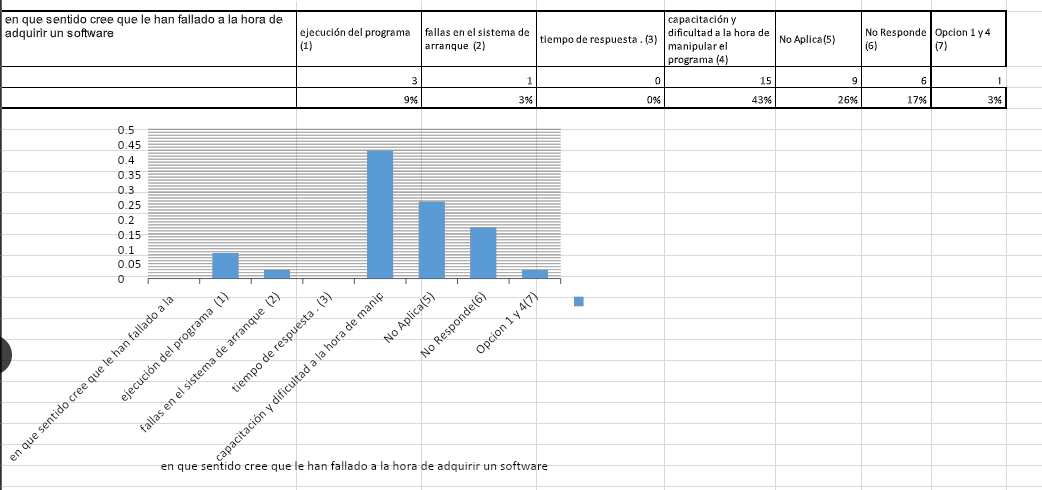 en que sentido cree que le han fallado a la hora de
adquirir un software
ejecución del programa
(1)
fallas en el sistema de
arranque (2)
tiempo de respuesta . (3)
capacitación y
dificultad a la hora de
manipular el
programa (4)
No Aplica(5)
No Responde
(6)
Opcion 1 y 4
(7)
3 1 0 15 9 6 1
9% 3% 0% 43% 26% 17% 3%
0.5
0.45
0.4
0.35
0.3
0.25
0.2
0.15
0.1
0.05
0
en que sentido cree que le han fallado a la
ejecución del programa (1)
fallas en el sistema de arranque (2)
tiempo de respuesta . (3)
capacitación y dificultad a la hora de manip
No Aplica(5)
No Responde(6)
Opcion 1 y 4(7)
en que sentido cree que le han fallado a la hora de adquirir un software